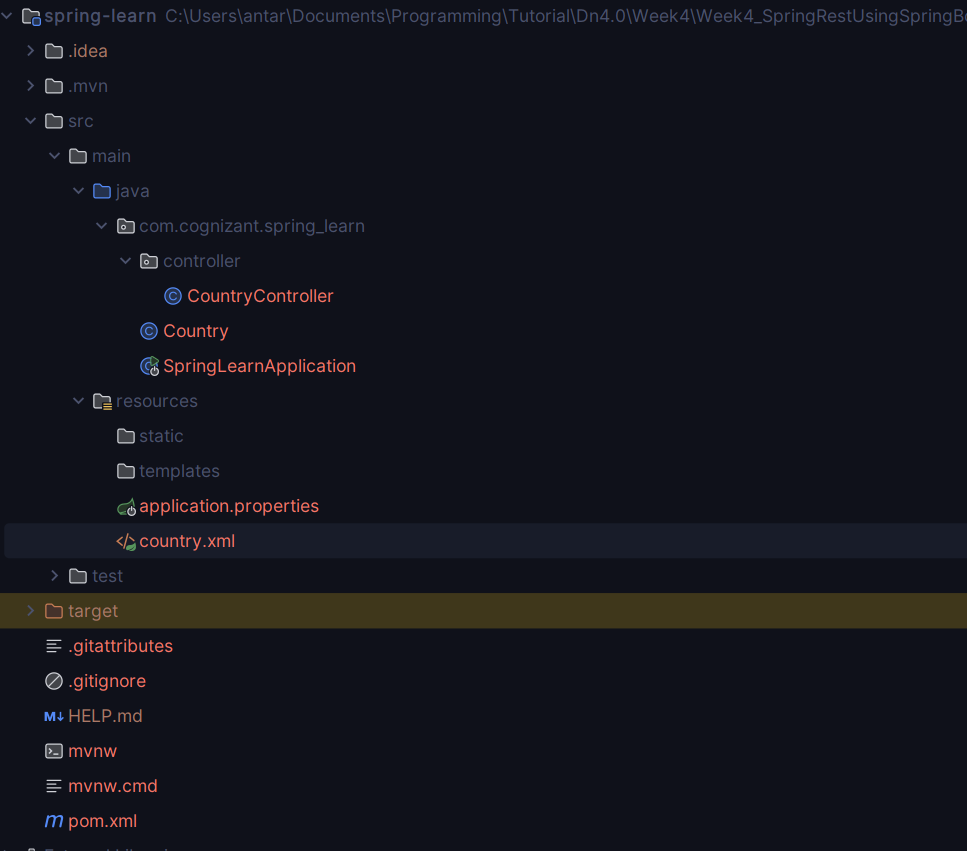 spring-learn C:\Users\antar\Documents\Programming\Tutorial\Dn4.0\Week4\Week4_SpringRestUsingSpringBo
.idea
.mvn
src
main
java
com.cognizant.spring_learn
controller
CountryController
Country
SpringLearnApplication
resources
static
templates
application.properties
country.xml
test
target
.gitattributes
.gitignore
HELP.md
mvnw
mvnw.cmd
pom.xml